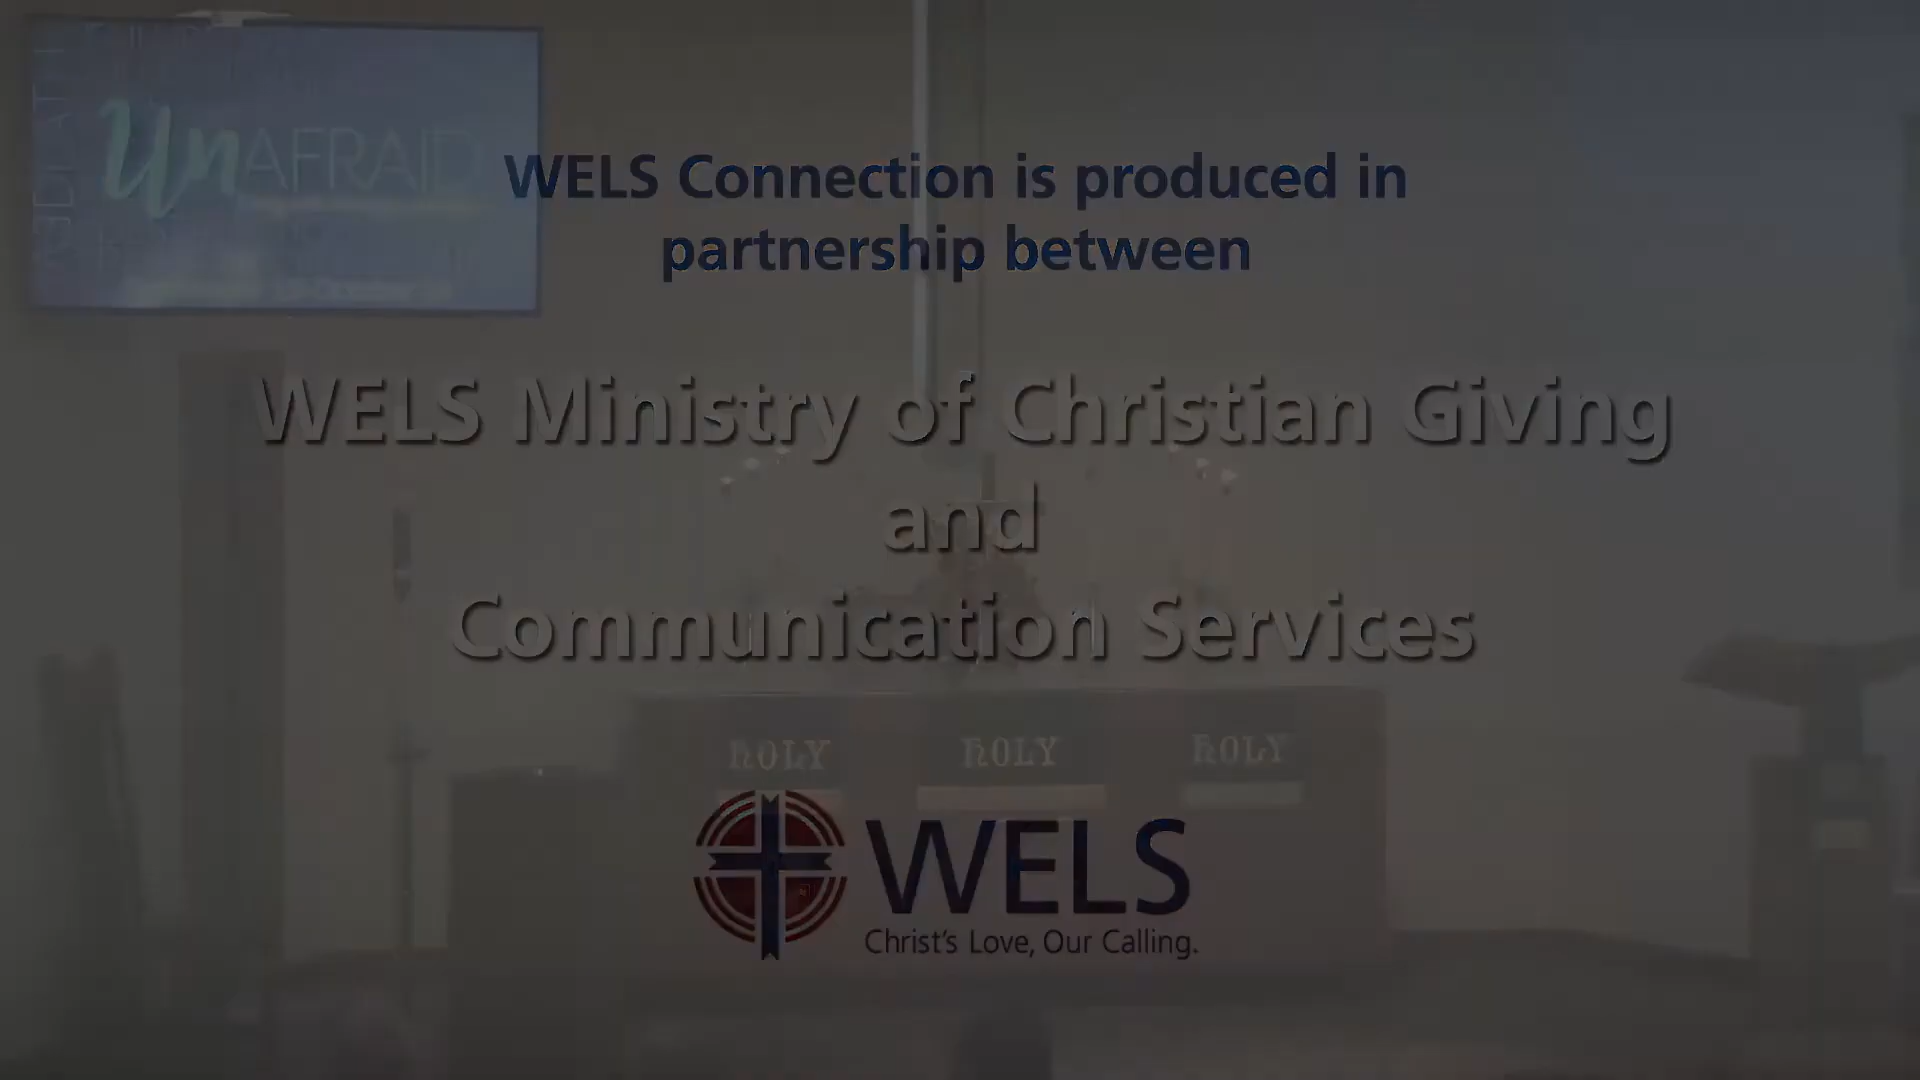 UnAFRAID
WELS Connection is produced in
partnership between
WELS Ministry of Christian Giving
and
Communication Services
HOLY HOLY HOLY
WELS
Christ's Love, Our Calling.